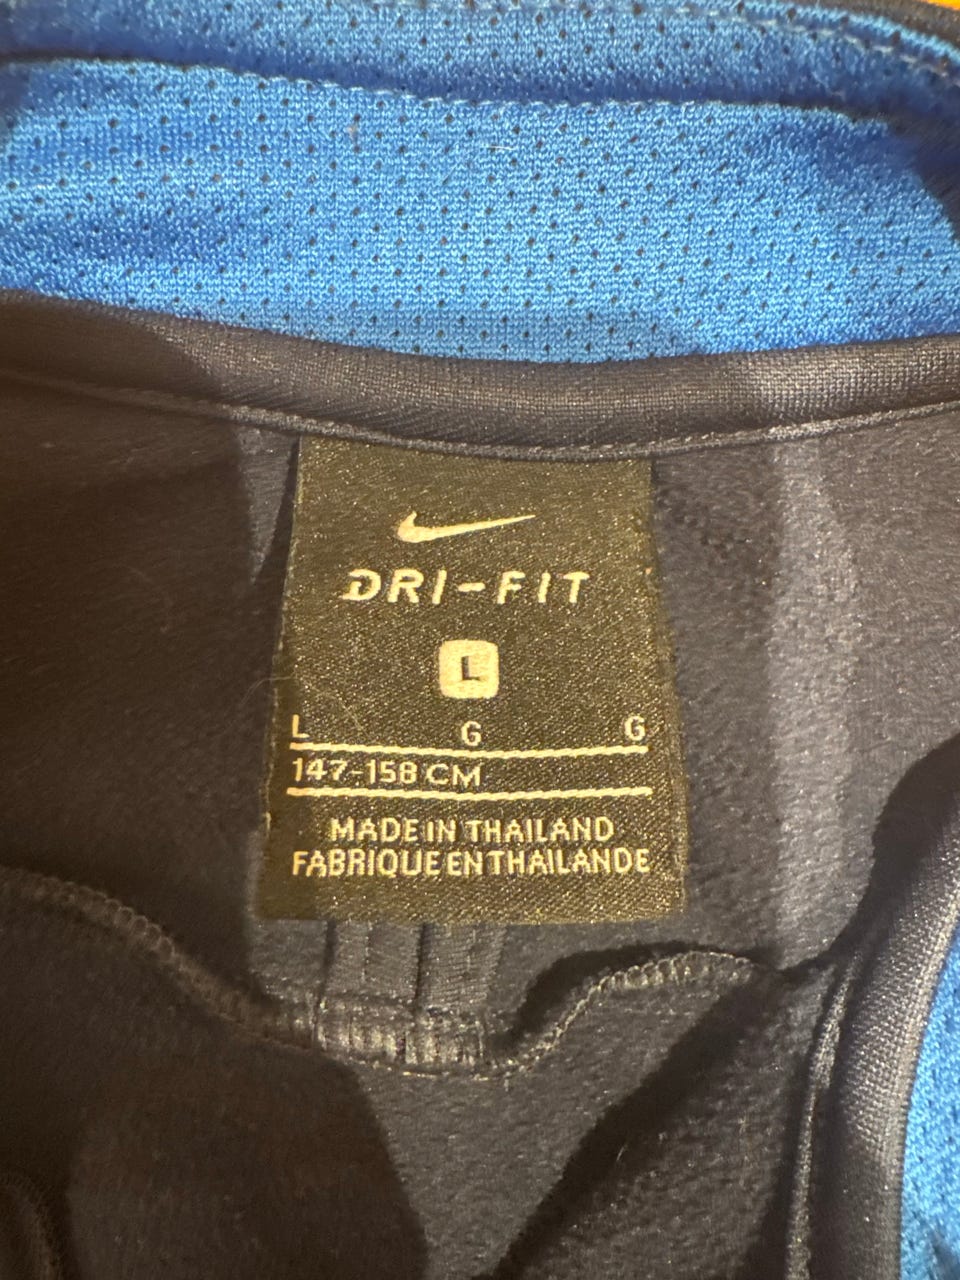 DRI-FIT
L
L G G
147-158 CM
MADE IN THAILAND
FABRIQUE EN THAILANDE